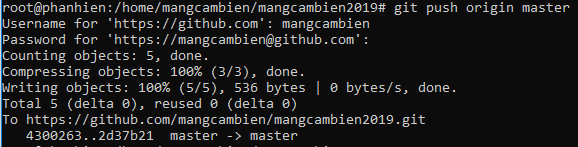 root@phanhien:/home/mangcambien/mangcambien2019# git push origin master
Username for 'https://github.com': mangcambien
Password for 'https://mangcambien@github.com':
Counting objects: 5, done.
Compressing objects: 100% (3/3), done.
Writing objects: 100% (5/5), 536 bytes | 0 bytes/s, done.
Total 5 (delta 0), reused 0 (delta 0)
To https://github.com/mangcambien/mangcambien2019.git
   4300263..2d37b21  master -> master